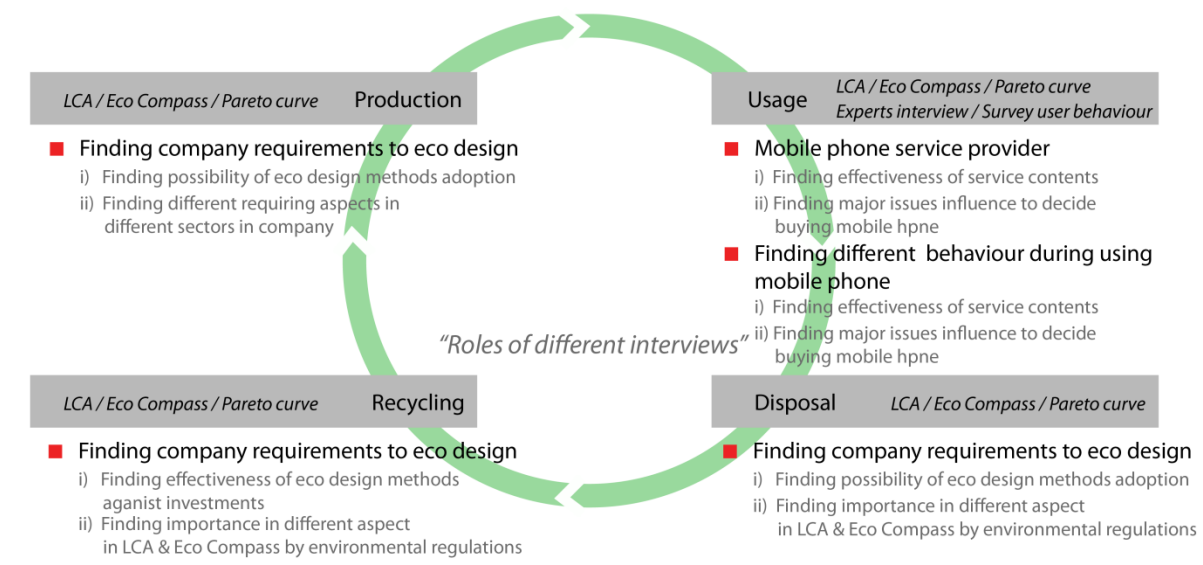 LCA / Eco Compass / Pareto curve Production
Finding company requirements to eco design
i) Finding possibility of eco design methods adoption
ii) Finding different requiring aspects in
different sectors in company
Usage
LCA / Eco Compass / Pareto curve
Experts interview / Survey user behaviour
Mobile phone service provider
i) Finding effectiveness of service contents
ii) Finding major issues influence to decide
buying mobile hpne
Finding different behaviour during using
mobile phone
i) Finding effectiveness of service contents
ii) Finding major issues influence to decide
buying mobile hpne
“Roles of different interviews”
LCA / Eco Compass / Pareto curve Recycling
Finding company requirements to eco design
i) Finding effectiveness of eco design methods
aganist investments
ii) Finding importance in different aspect
in LCA & Eco Compass by environmental regulations
Disposal LCA / Eco Compass / Pareto curve
Finding company requirements to eco design
i) Finding possibility of eco design methods adoption
ii) Finding importance in different aspect
in LCA & Eco Compass by environmental regulations